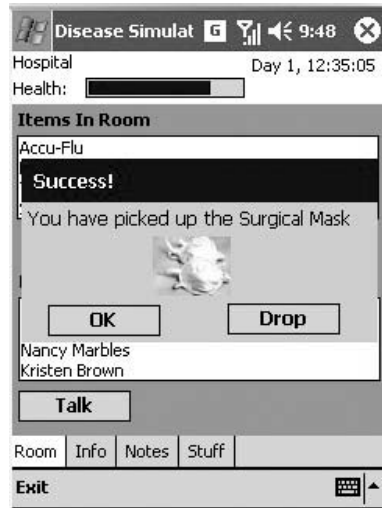 Disease Simulat G 9:48
Hospital Day 1, 12:35:05
Health:
Items In Room
Accu-Flu
Success!
You have picked up the Surgical Mask
OK Drop
Nancy Marbles
Kristen Brown
Talk
Room Info Notes Stuff
Exit